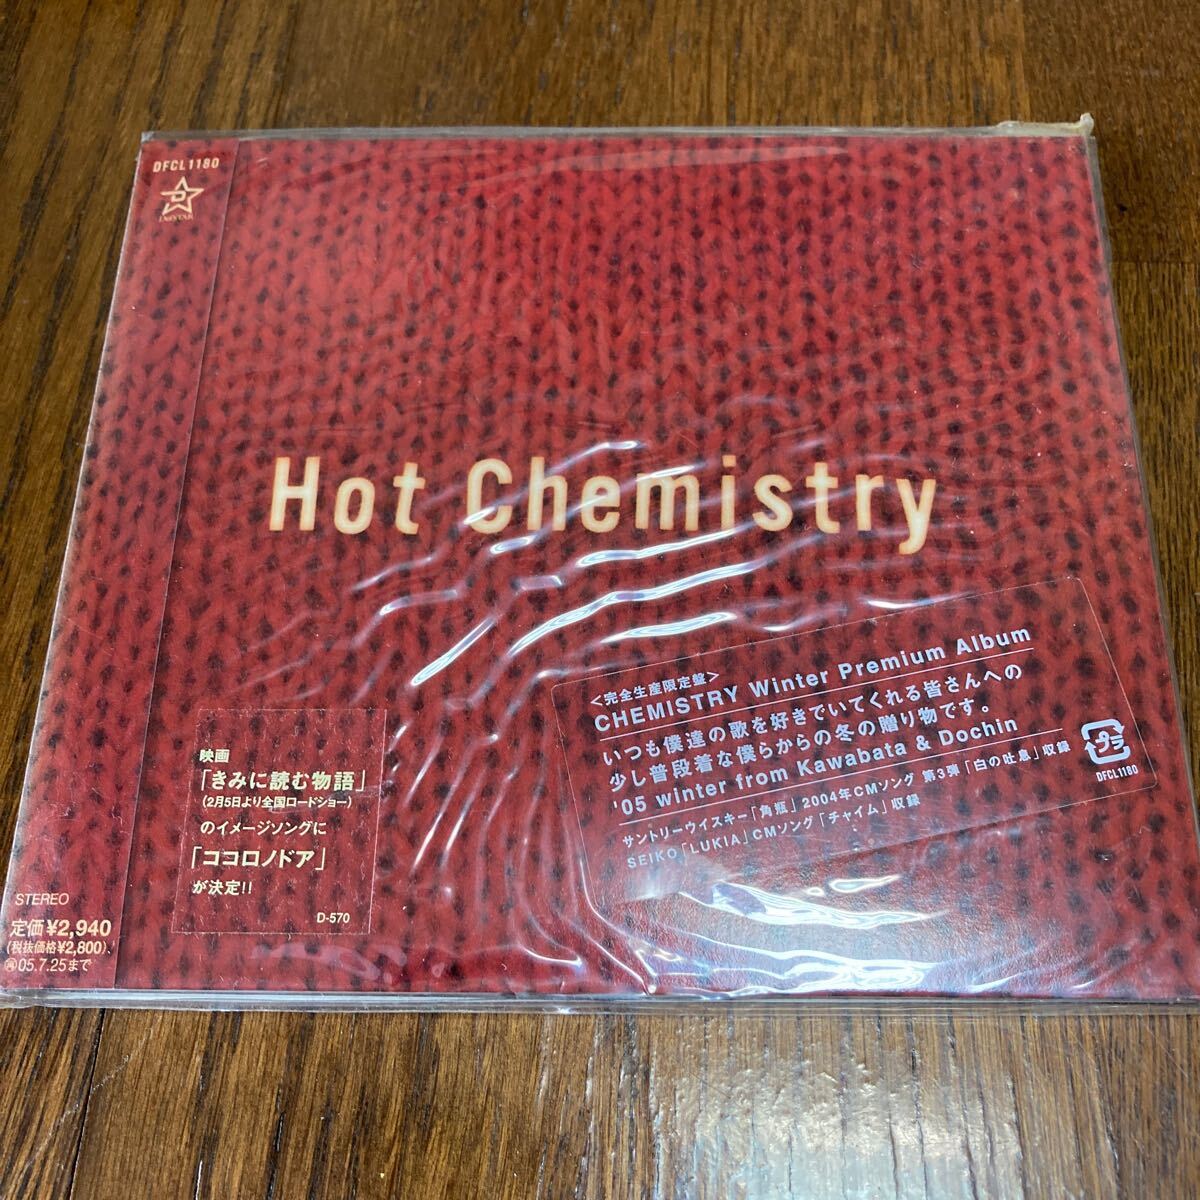 DFCL1180
DefSTAR
Hot Chemistry
<完全生産限定盤>
CHEMISTRY Winter Premium Album
いつも僕達の歌を好きでいてくれる皆さんへの
少し普段着な僕らからの冬の贈り物です。
'05 winter from Kawabata & Dochin
サントリーウイスキー「角瓶」2004年CMソング 第3弾「白の吐息」収録
SEIKO「LUKIA」CMソング「チャイム」収録
プラ
DFCL1180
映画
「きみに読む物語」
(2月5日より全国ロードショー)
のイメージソングに
「ココロノドア」
が決定!!
D-570
STEREO
定価¥2,940
(税抜価格¥2,800)、
再05.7.25まで